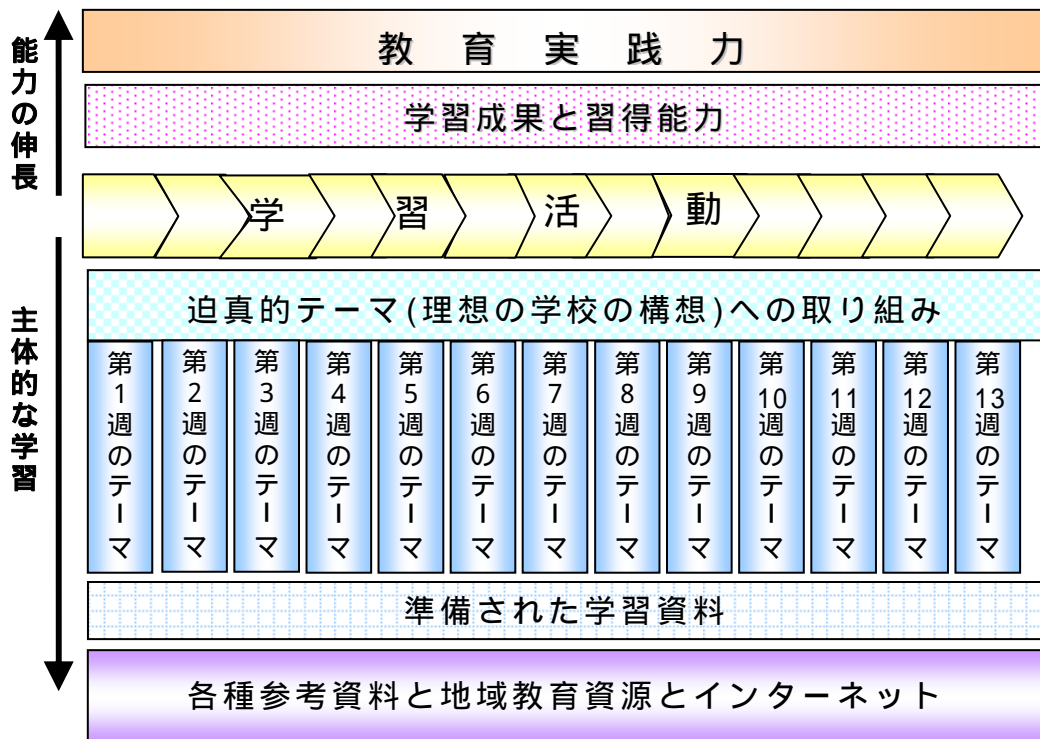 能力の伸長
教育実践力
学習成果と習得能力
学習活動
主体的な学習
迫真的テーマ(理想の学校の構想)への取り組み
第1週のテーマ
第2週のテーマ
第3週のテーマ
第4週のテーマ
第5週のテーマ
第6週のテーマ
第7週のテーマ
第8週のテーマ
第9週のテーマ
第10週のテーマ
第11週のテーマ
第12週のテーマ
第13週のテーマ
準備された学習資料
各種参考資料と地域教育資源とインターネット